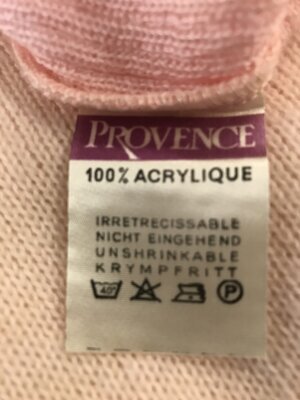 PROVENCE
100% ACRYLIQUE
IRRETRECISSABLE
NICHT EINGEHEND
UNSHRINKABLE
KRYMPFRITT
40° P